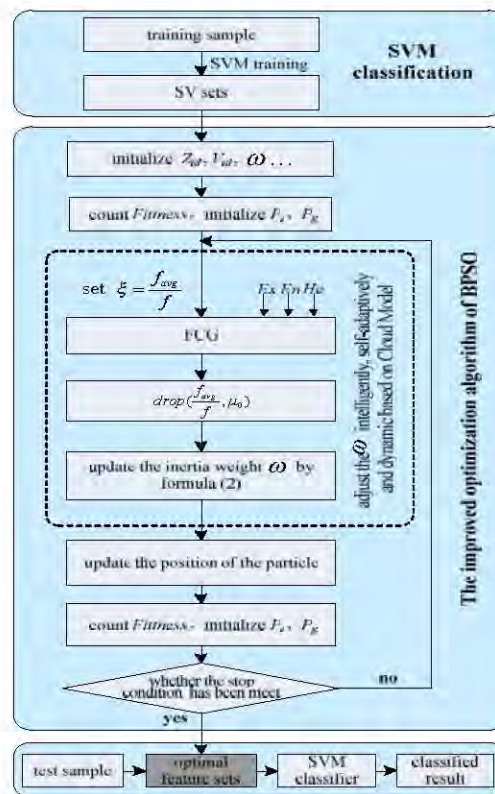 training sample
SVM training
SV sets
SVM
classification
initialize Z_id, V_id, ω ...
count Fittness, initialize P_i, P_g
set ξ = f_avg / f
Ex En He
FCG
drop(f_avg / f, μ_0)
update the inertia weight ω by
formula (2)
adjust the ω intelligently, self-adaptively
and dynamic based on Cloud Model
update the position of the particle
count Fittness, initialize P_i, P_g
whether the stop
condition has been meet
no
yes
The improved optimization algorithm of BPSO
test sample
optimal
feature sets
SVM
classifier
classified
result